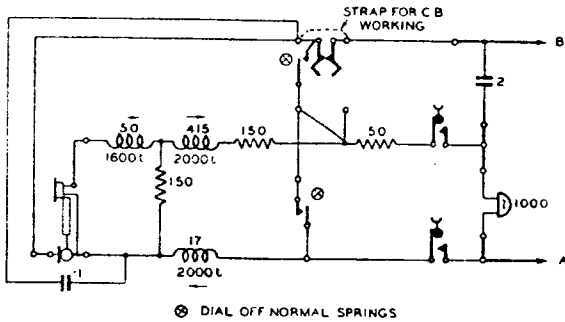 STRAP FOR C B
WORKING
B
2
50
415
150
50
1600t
2000t
150
1000
17
2000t
·1
A
DIAL OFF NORMAL SPRINGS